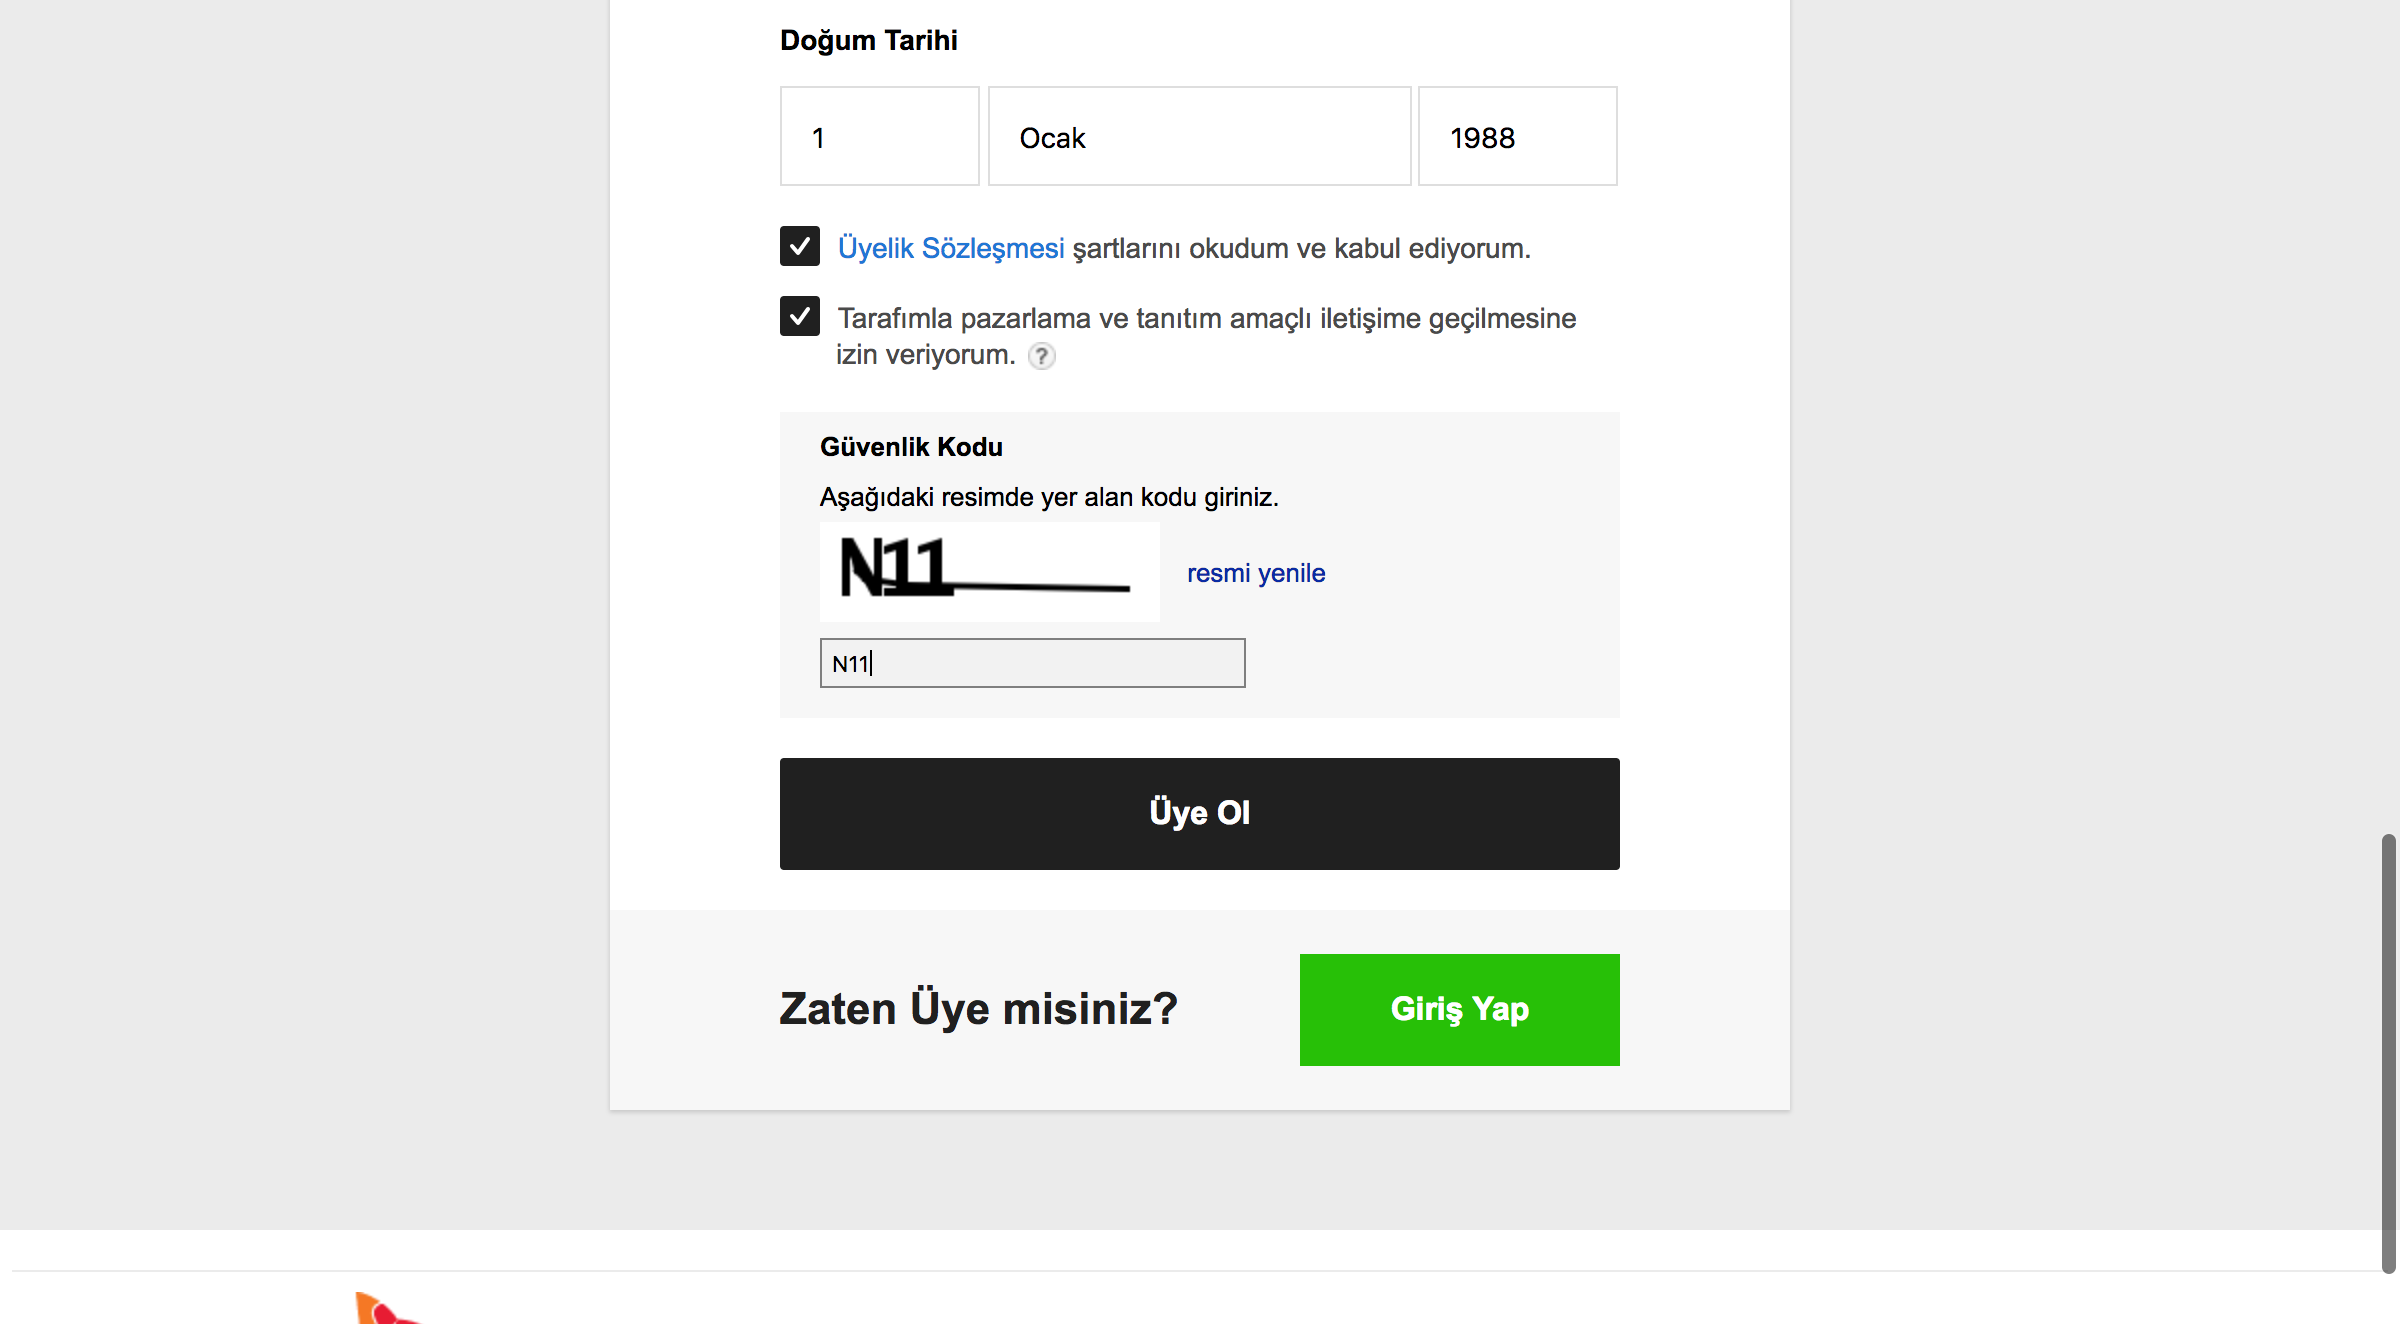 Doğum Tarihi
1 Ocak 1988
Üyelik Sözleşmesi şartlarını okudum ve kabul ediyorum.
Tarafımla pazarlama ve tanıtım amaçlı iletişime geçilmesine
izin veriyorum. ?
Güvenlik Kodu
Aşağıdaki resimde yer alan kodu giriniz.
N11 resmi yenile
N11
Üye Ol
Zaten Üye misiniz? Giriş Yap